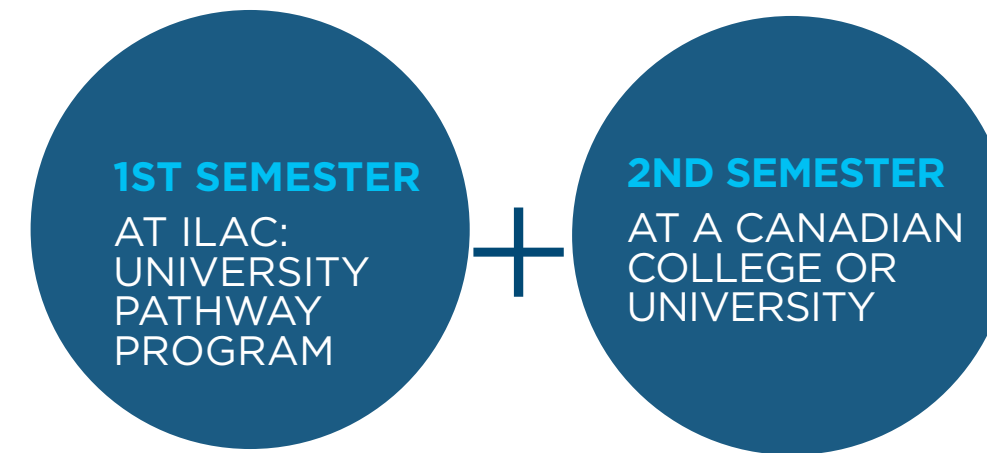 1ST SEMESTER
AT ILAC:
UNIVERSITY
PATHWAY
PROGRAM
+
2ND SEMESTER
AT A CANADIAN
COLLEGE OR
UNIVERSITY